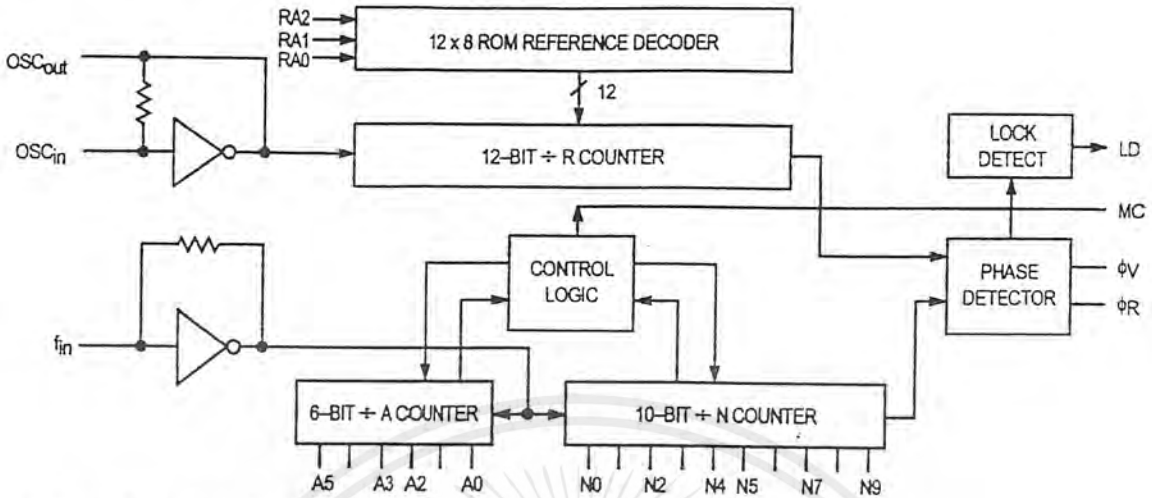 RA2
RA1
RA0
12 x 8 ROM REFERENCE DECODER
OSCout
12
LOCK
DETECT
LD
OSCin
12–BIT ÷ R COUNTER
MC
CONTROL
LOGIC
PHASE
DETECTOR
ϕV
ϕR
fin
6–BIT ÷ A COUNTER
10–BIT ÷ N COUNTER
A5 A3 A2 A0 N0 N2 N4 N5 N7 N9